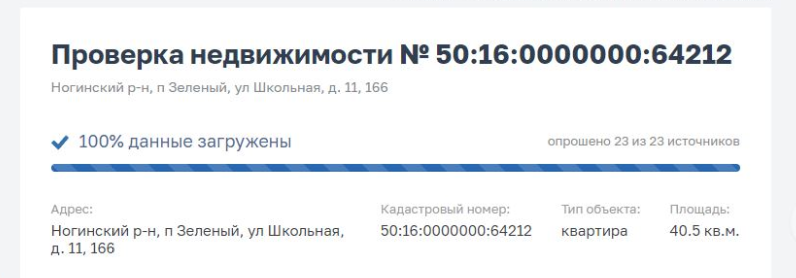 Проверка недвижимости № 50:16:0000000:64212
Ногинский р-н, п Зеленый, ул Школьная, д. 11, 166
100% данные загружены
опрошено 23 из 23 источников
Адрес:
Ногинский р-н, п Зеленый, ул Школьная,
д. 11, 166
Кадастровый номер:
50:16:0000000:64212
Тип объекта:
квартира
Площадь:
40.5 кв.м.